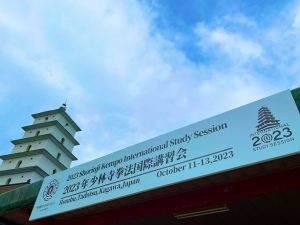 2023 Shorinji Kempo International Study Session
2023年 少林寺拳法国際講習会
Honbu,Tadotsu,Kagawa,Japan October 11-13,2023
INTERNATIONAL
2023
STUDY SESSION